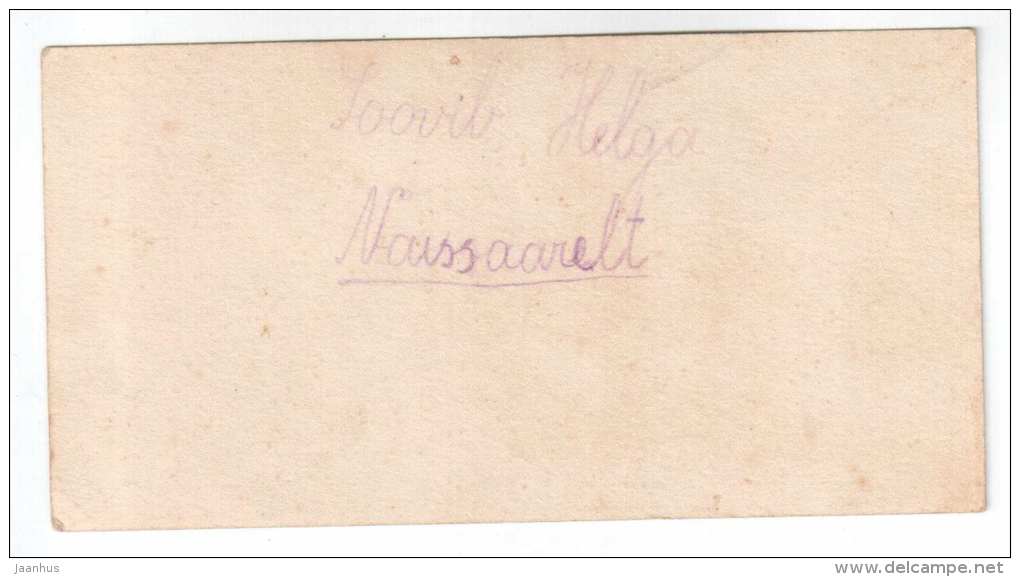 Soovib Helga
Naissaarelt
Jaanhus
www.delcampe.net